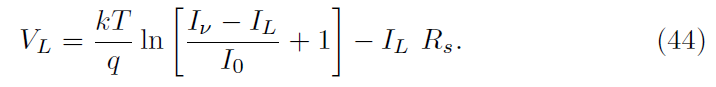 V_L = \frac{kT}{q} \ln \left[ \frac{I_\nu - I_L}{I_0} + 1 \right] - I_L R_s. (44)